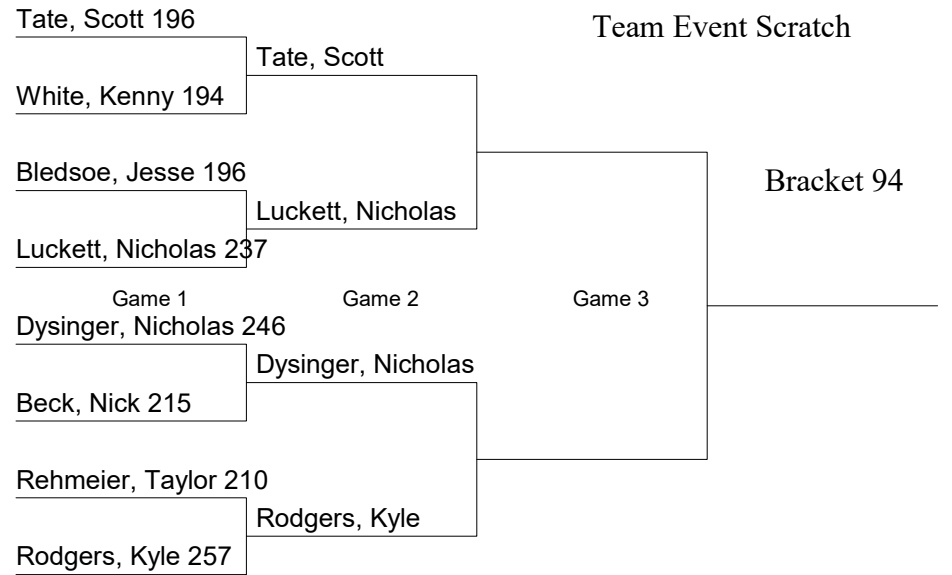 Tate, Scott 196
Team Event Scratch
Tate, Scott
White, Kenny 194
Bledsoe, Jesse 196
Bracket 94
Luckett, Nicholas
Luckett, Nicholas 237
Game 1
Game 2
Game 3
Dysinger, Nicholas 246
Dysinger, Nicholas
Beck, Nick 215
Rehmeier, Taylor 210
Rodgers, Kyle
Rodgers, Kyle 257